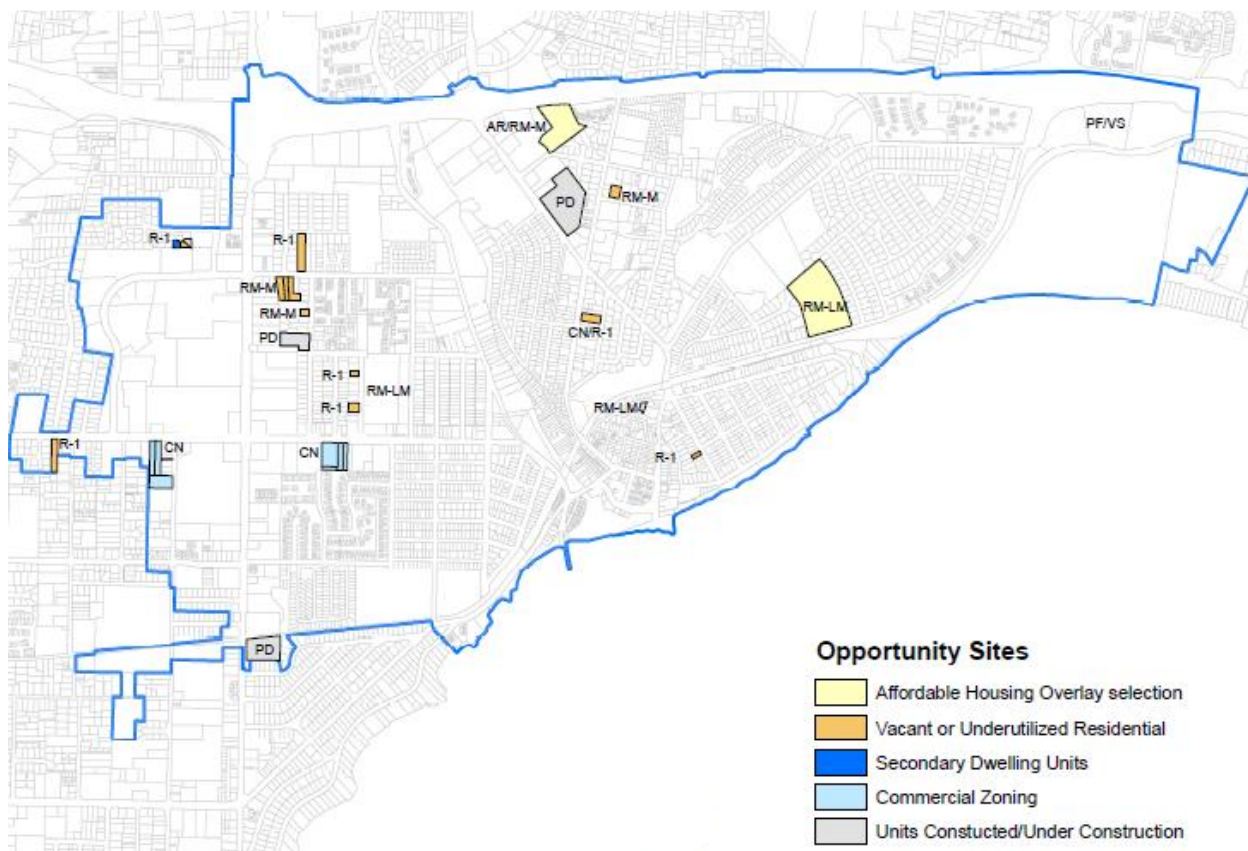 AR/RM-M
PF/VS
PD
RM-M
R-1
R-1
RM-M
RM-M
RM-LM
CN/R-1
PD
R-1
RM-LM
R-1
RM-LM/
R-1
CN
CN
R-1
PD
Opportunity Sites
Affordable Housing Overlay selection
Vacant or Underutilized Residential
Secondary Dwelling Units
Commercial Zoning
Units Constucted/Under Construction